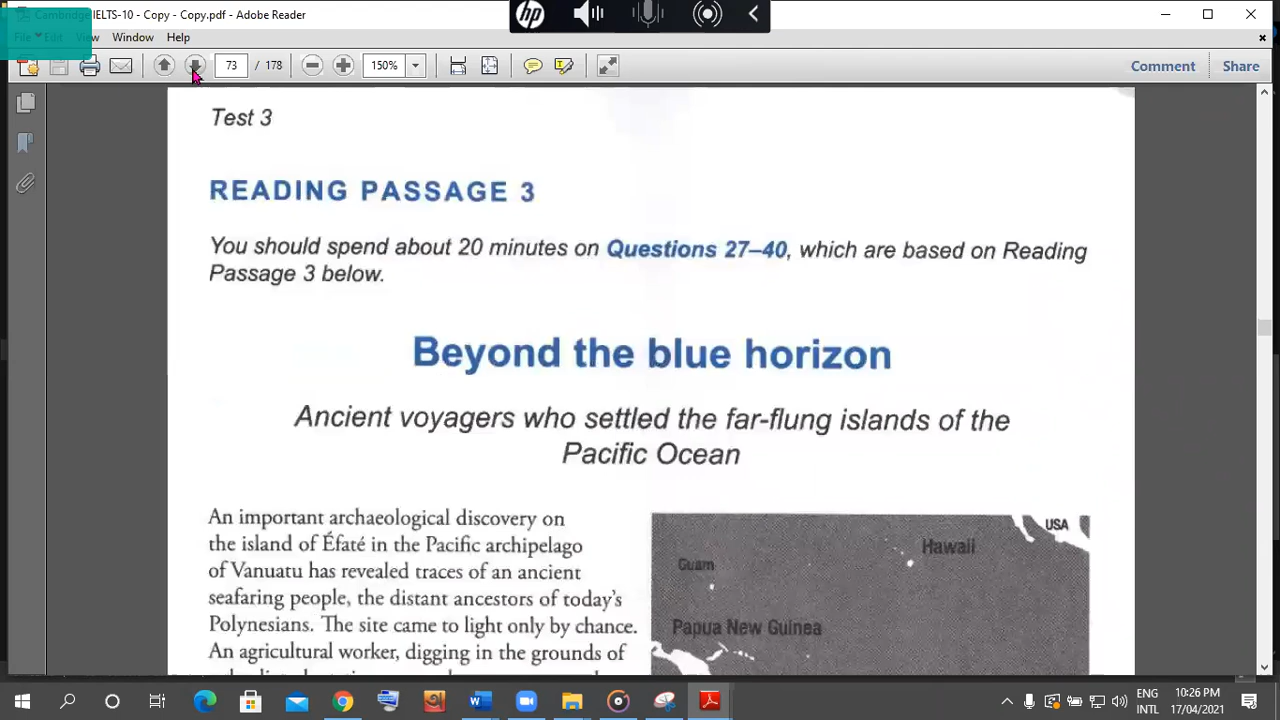 Cambridge IELTS-10 - Copy - Copy.pdf - Adobe Reader
hp
File Edit View Window Help
73 / 178 150% Comment Share
Test 3
READING PASSAGE 3
You should spend about 20 minutes on Questions 27–40, which are based on Reading
Passage 3 below.
Beyond the blue horizon
Ancient voyagers who settled the far-flung islands of the
Pacific Ocean
An important archaeological discovery on
the island of Éfaté in the Pacific archipelago
of Vanuatu has revealed traces of an ancient
seafaring people, the distant ancestors of today's
Polynesians. The site came to light only by chance.
An agricultural worker, digging in the grounds of
USA
Hawaii
Guam
Papua New Guinea
ENG
INTL
10:26 PM
17/04/2021